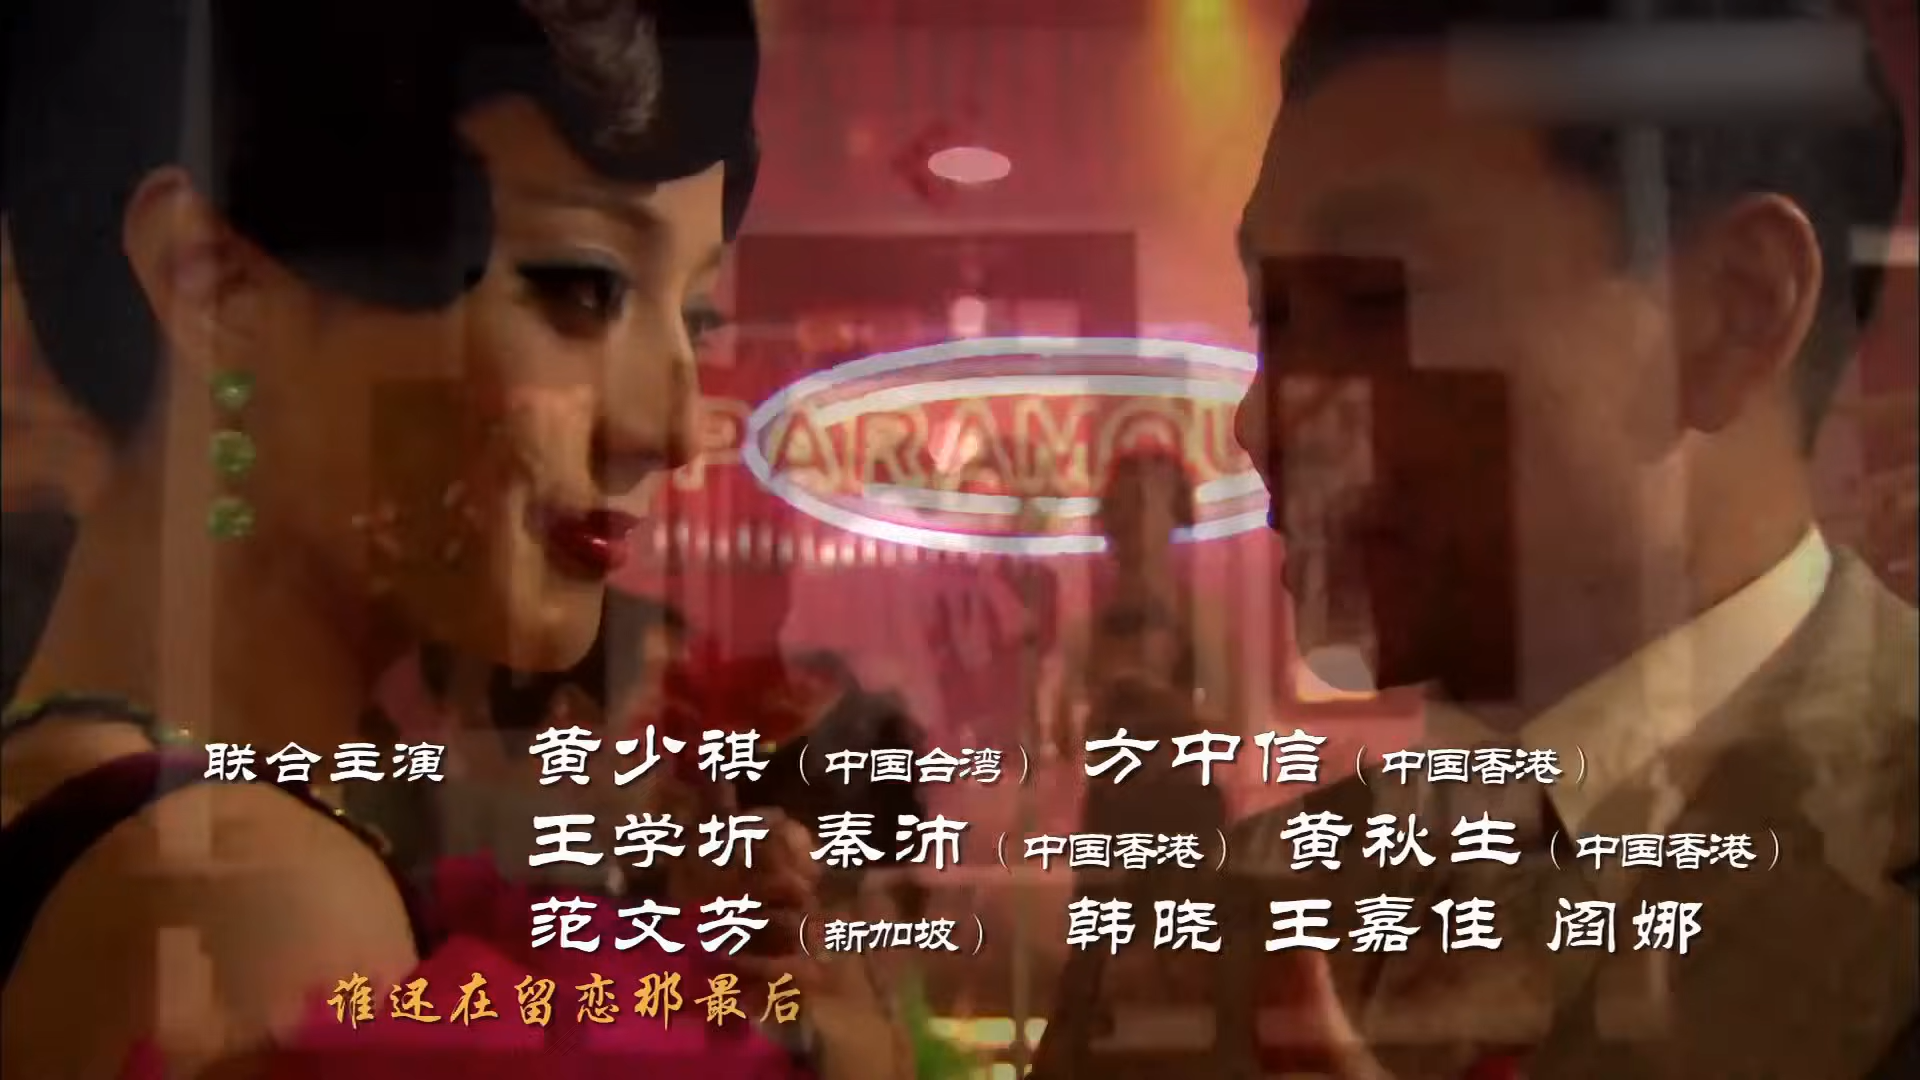 PARAMOU
联合主演 黄少祺（中国台湾） 方中信（中国香港）
王学圻 秦沛（中国香港） 黄秋生（中国香港）
范文芳（新加坡） 韩晓 王嘉佳 阎娜
谁还在留恋那最后